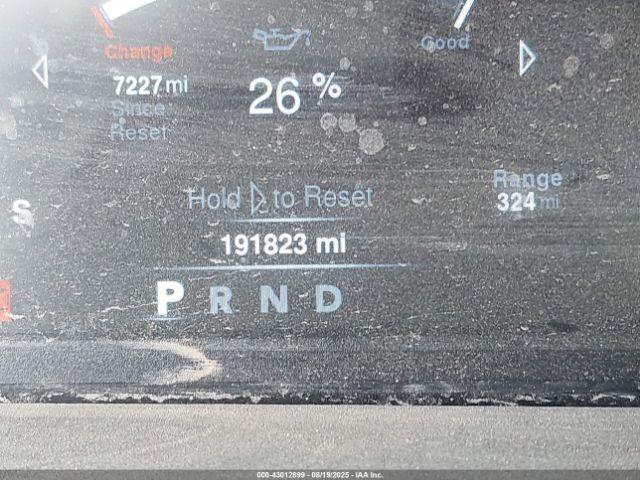 Change
Good
7227 mi
Since
Reset
26 %
Hold ▷ to Reset
Range
324 mi
S
191823 mi
P R N D
000-43012899 - 08/19/2025 - IAA Inc.